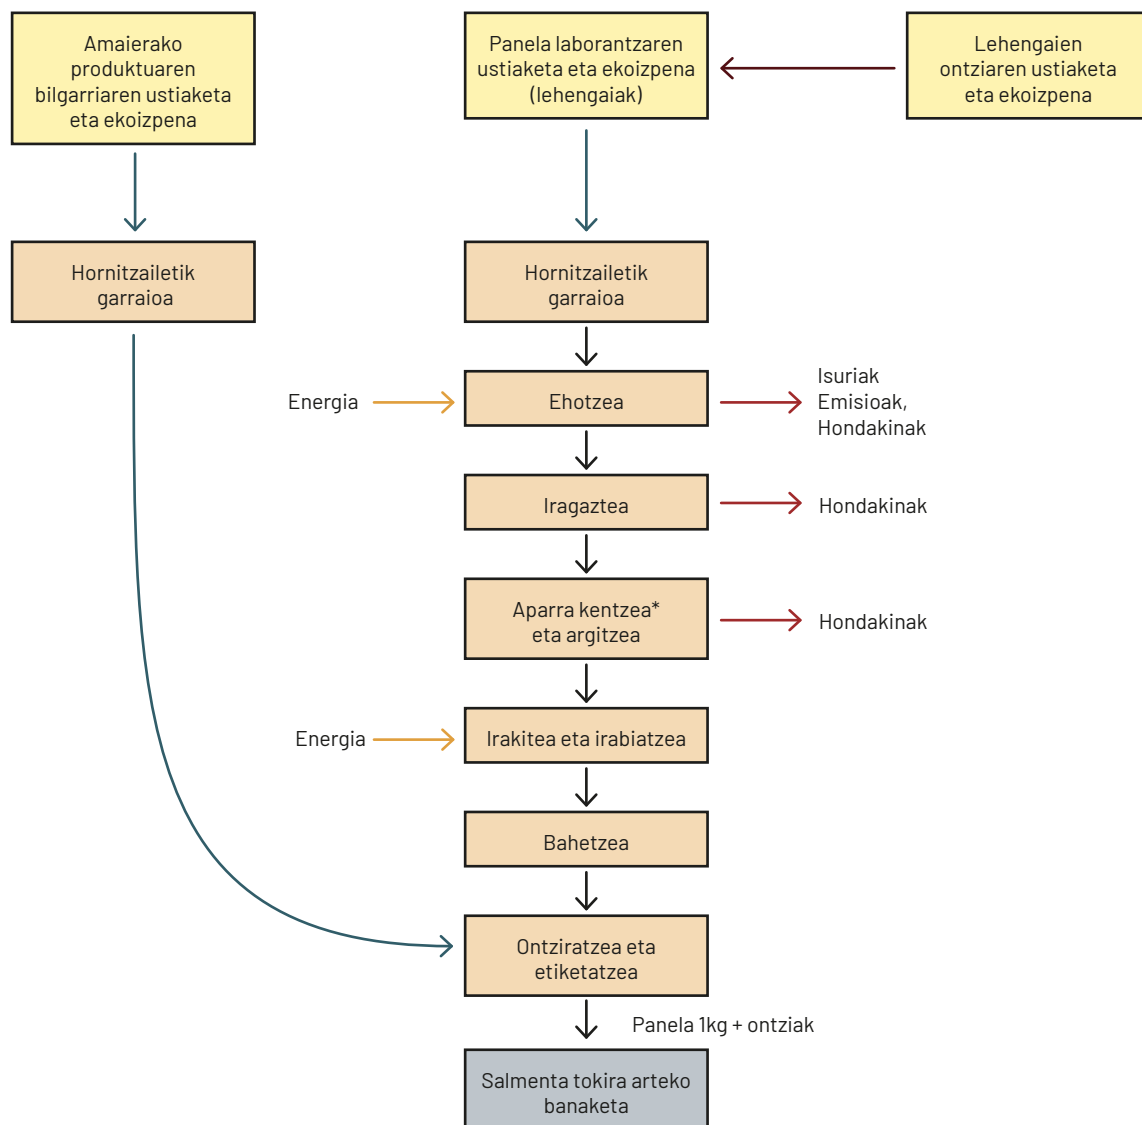 Amaierako
produktuaren
bilgarriaren ustiaketa
eta ekoizpena
Panela laborantzaren
ustiaketa eta ekoizpena
(lehengaiak)
Lehengaien
ontziaren ustiaketa
eta ekoizpena
Hornitzailetik
garraioa
Hornitzailetik
garraioa
Energia
Ehotzea
Isuriak
Emisioak,
Hondakinak
Iragaztea
Hondakinak
Aparra kentzea*
eta argitzea
Hondakinak
Energia
Irakitea eta irabiatzea
Bahetzea
Ontziratzea eta
etiketatzea
Panela 1kg + ontziak
Salmenta tokira arteko
banaketa